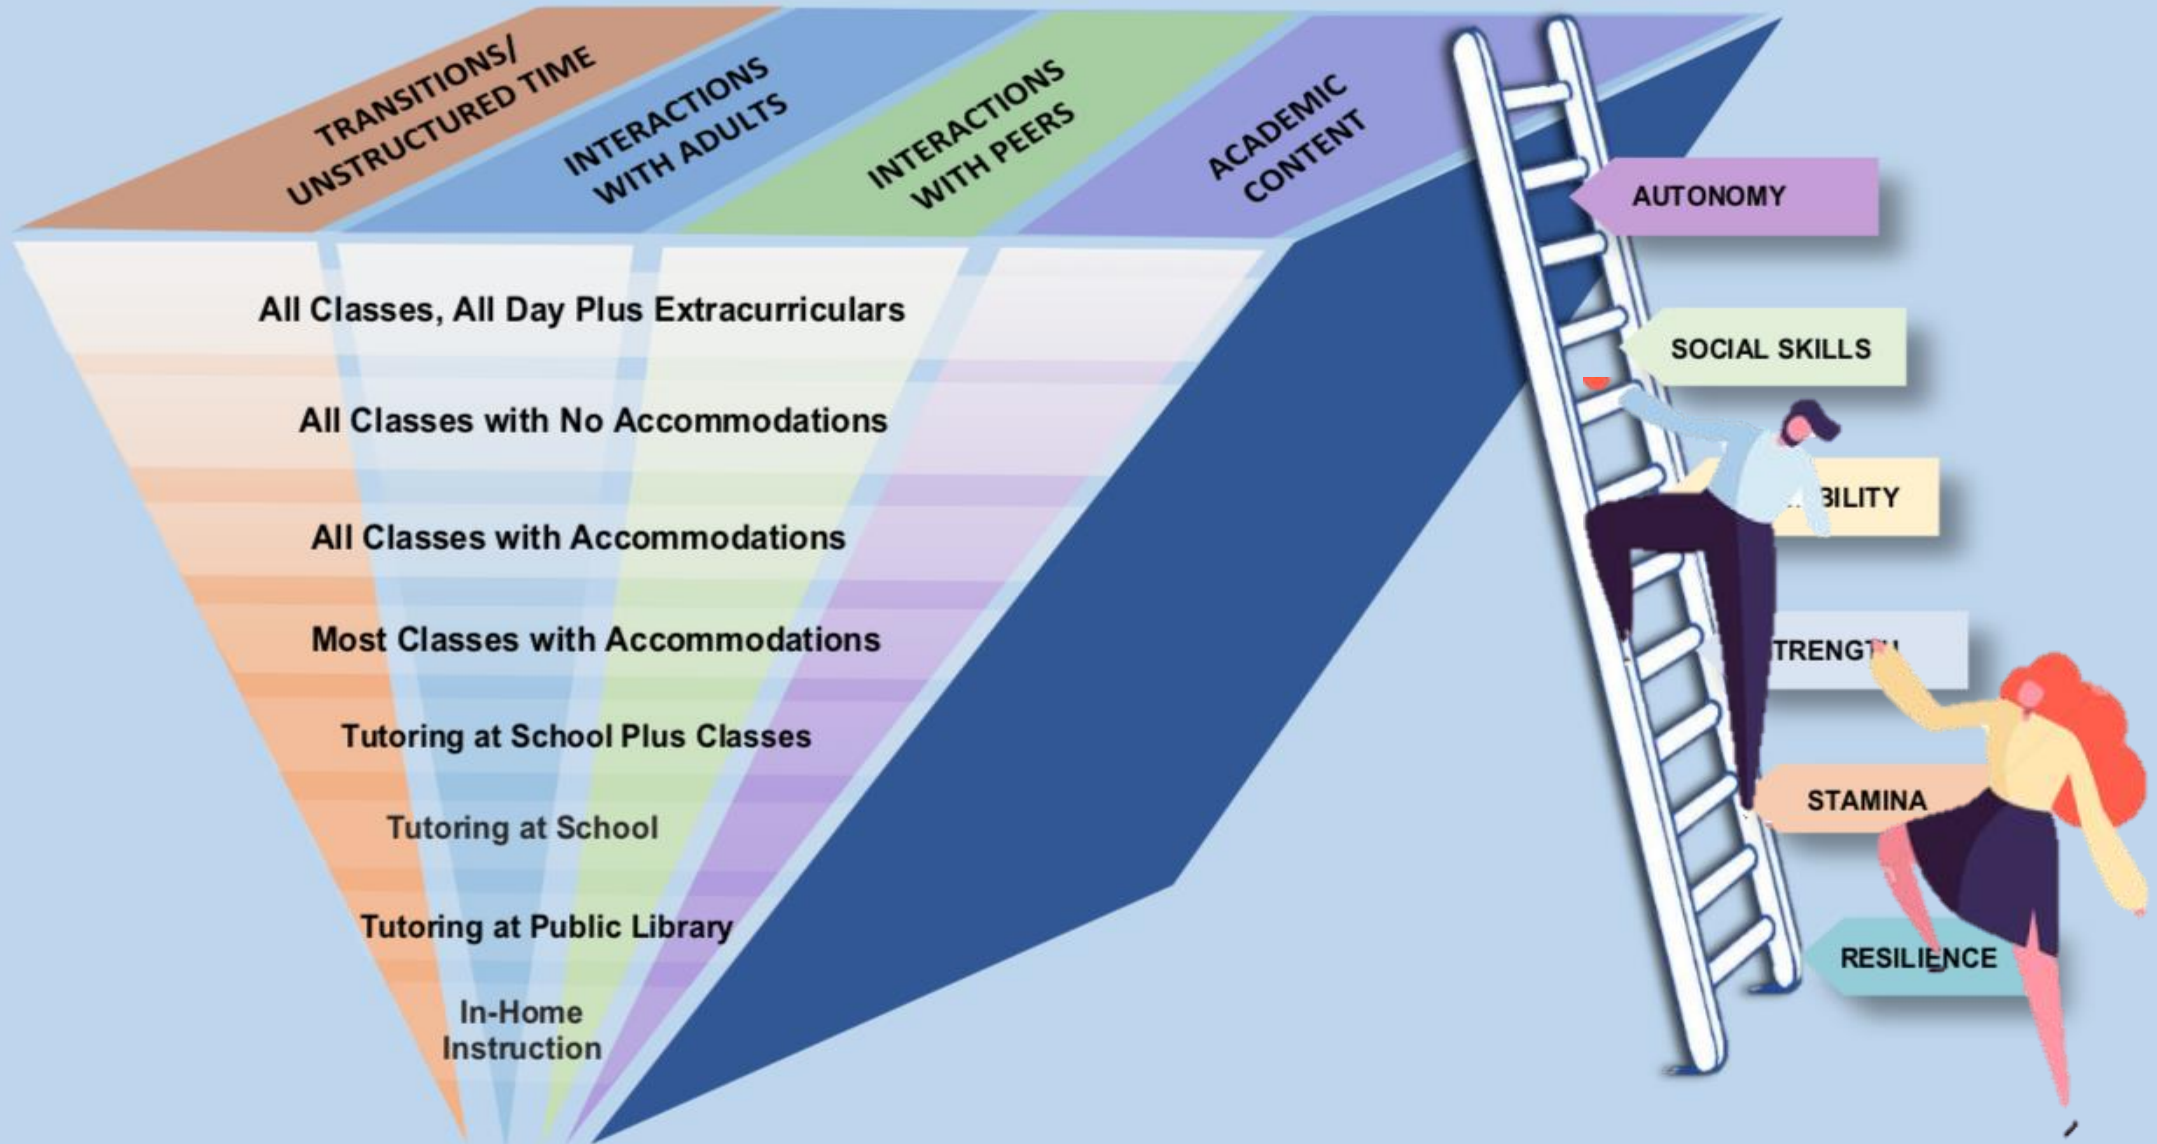 TRANSITIONS/
UNSTRUCTURED TIME
INTERACTIONS
WITH ADULTS
INTERACTIONS
WITH PEERS
ACADEMIC
CONTENT
All Classes, All Day Plus Extracurriculars
All Classes with No Accommodations
All Classes with Accommodations
Most Classes with Accommodations
Tutoring at School Plus Classes
Tutoring at School
Tutoring at Public Library
In-Home
Instruction
AUTONOMY
SOCIAL SKILLS
STAMINA
RESILIENCE